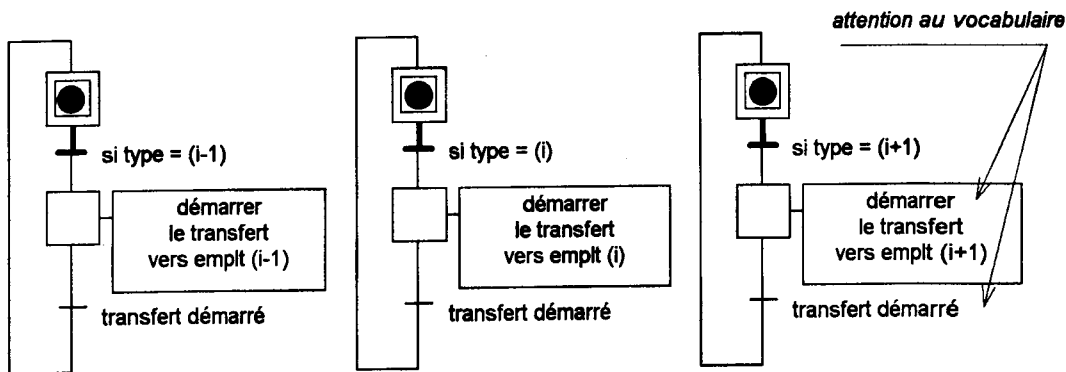 attention au vocabulaire
si type = (i-1)
démarrer
le transfert
vers emplt (i-1)
transfert démarré
si type = (i)
démarrer
le transfert
vers emplt (i)
transfert démarré
si type = (i+1)
démarrer
le transfert
vers emplt (i+1)
transfert démarré